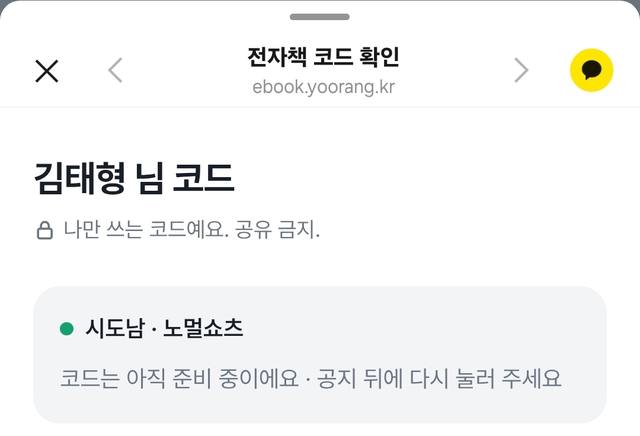 전자책 코드 확인
ebook.yoorang.kr
김태형 님 코드
나만 쓰는 코드예요. 공유 금지.
시도남 · 노멀쇼츠
코드는 아직 준비 중이에요 · 공지 뒤에 다시 눌러 주세요